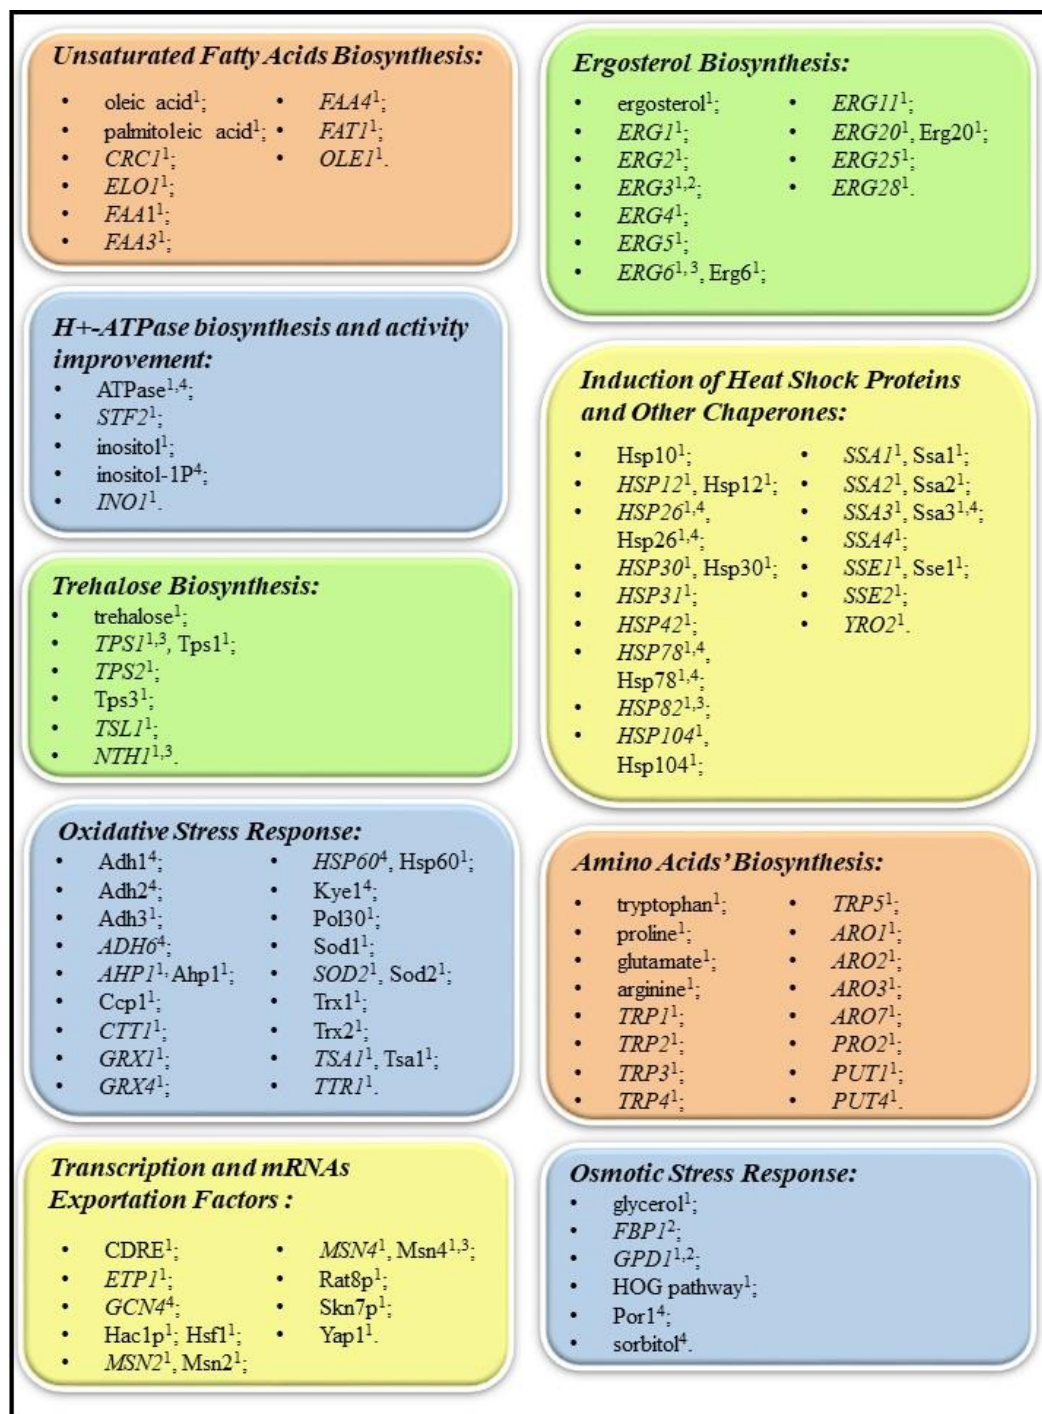 Unsaturated Fatty Acids Biosynthesis:
• oleic acid¹;
• palmitoleic acid¹;
• CRC1¹;
• ELO1¹;
• FAA1¹;
• FAA3¹;
• FAA4¹;
• FAT1¹;
• OLE1¹.
H+-ATPase biosynthesis and activity
improvement:
• ATPase¹,⁴;
• STF2¹;
• inositol¹;
• inositol-1P⁴;
• INO1¹.
Trehalose Biosynthesis:
• trehalose¹;
• TPS1¹,³, Tps1¹;
• TPS2¹;
• Tps3¹;
• TSL1¹;
• NTH1¹,³.
Oxidative Stress Response:
• Adh1⁴;
• Adh2⁴;
• Adh3¹;
• ADH6⁴;
• AHP1¹, Ahp1¹;
• Ccp1¹;
• CTT1¹;
• GRX1¹;
• GRX4¹;
• HSP60⁴, Hsp60¹;
• Kye1⁴;
• Pol30¹;
• Sod1¹;
• SOD2¹, Sod2¹;
• Trx1¹;
• Trx2¹;
• TSA1¹, Tsa1¹;
• TTR1¹.
Transcription and mRNAs
Exportation Factors :
• CDRE¹;
• ETP1¹;
• GCN4⁴;
• Hac1p¹; Hsf1¹;
• MSN2¹, Msn2¹;
• MSN4¹, Msn4¹,³;
• Rat8p¹;
• Skn7p¹;
• Yap1¹.
Ergosterol Biosynthesis:
• ergosterol¹;
• ERG1¹;
• ERG2¹;
• ERG3¹,²;
• ERG4¹;
• ERG5¹;
• ERG6¹,³, Erg6¹;
• ERG11¹;
• ERG20¹, Erg20¹;
• ERG25¹;
• ERG28¹.
Induction of Heat Shock Proteins
and Other Chaperones:
• Hsp10¹;
• HSP12¹, Hsp12¹;
• HSP26¹,⁴,
Hsp26¹,⁴;
• HSP30¹, Hsp30¹;
• HSP31¹;
• HSP42¹;
• HSP78¹,⁴,
Hsp78¹,⁴;
• HSP82¹,³;
• HSP104¹,
Hsp104¹;
• SSA1¹, Ssa1¹;
• SSA2¹, Ssa2¹;
• SSA3¹, Ssa3¹,⁴;
• SSA4¹;
• SSE1¹, Sse1¹;
• SSE2¹;
• YRO2¹.
Amino Acids' Biosynthesis:
• tryptophan¹;
• proline¹;
• glutamate¹;
• arginine¹;
• TRP1¹;
• TRP2¹;
• TRP3¹;
• TRP4¹;
• TRP5¹;
• ARO1¹;
• ARO2¹;
• ARO3¹;
• ARO7¹;
• PRO2¹;
• PUT1¹;
• PUT4¹.
Osmotic Stress Response:
• glycerol¹;
• FBP1²;
• GPD1¹,²;
• HOG pathway¹;
• Por1⁴;
• sorbitol⁴.